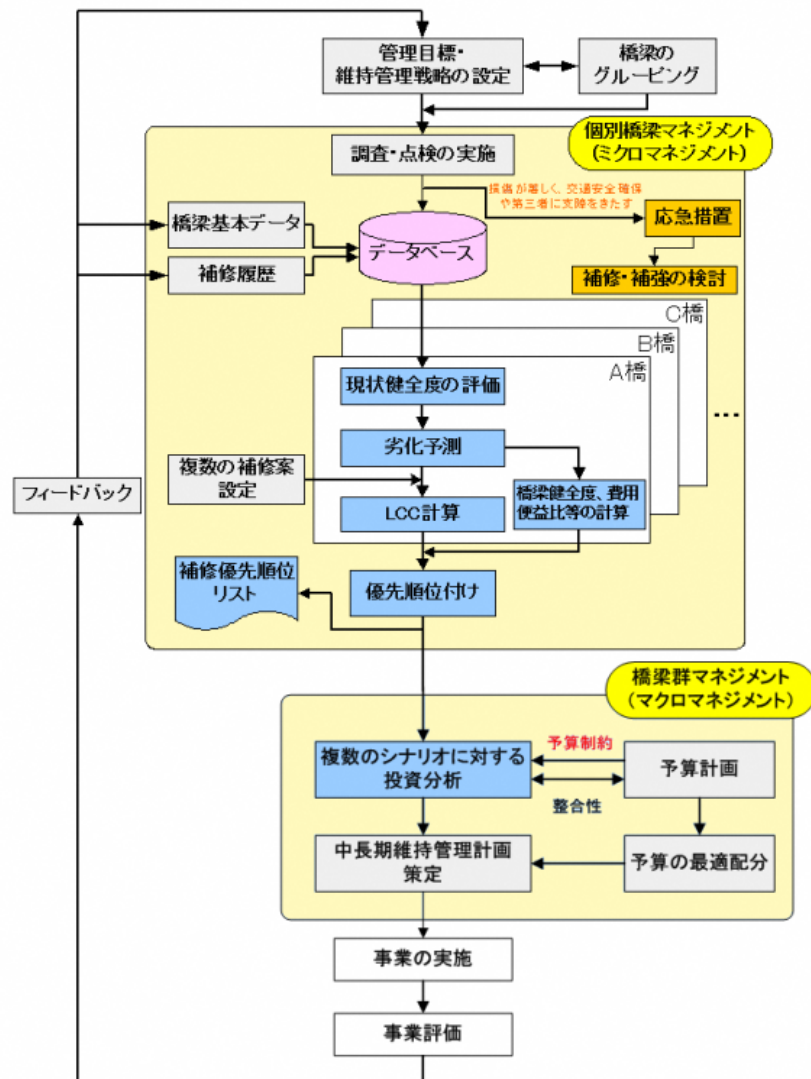 管理目標・
維持管理戦略の設定
橋梁の
グルーピング
個別橋梁マネジメント
（ミクロマネジメント）
調査・点検の実施
損傷が著しく、交通安全確保
や第三者に支障をきたす
応急措置
橋梁基本データ
データベース
補修履歴
補修・補強の検討
C橋
B橋
A橋
現状健全度の評価
…
劣化予測
複数の補修案
設定
フィードバック
LCC計算
橋梁健全度、費用
便益比等の計算
補修優先順位
リスト
優先順位付け
橋梁群マネジメント
（マクロマネジメント）
複数のシナリオに対する
投資分析
予算制約
整合性
予算計画
中長期維持管理計画
策定
予算の最適配分
事業の実施
事業評価